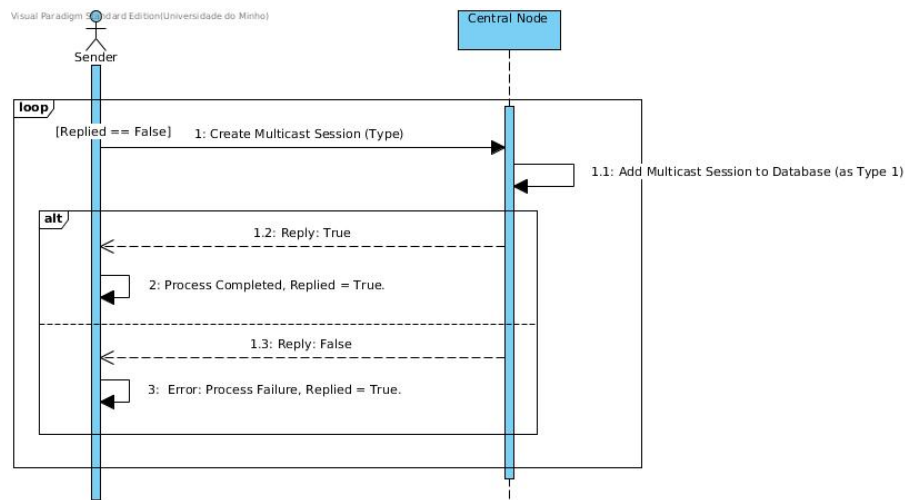 Visual Paradigm Standard Edition(Universidade do Minho)
Central Node
Sender
loop
[Replied == False]
1: Create Multicast Session (Type)
1.1: Add Multicast Session to Database (as Type 1)
alt
1.2: Reply: True
2: Process Completed, Replied = True.
1.3: Reply: False
3: Error: Process Failure, Replied = True.